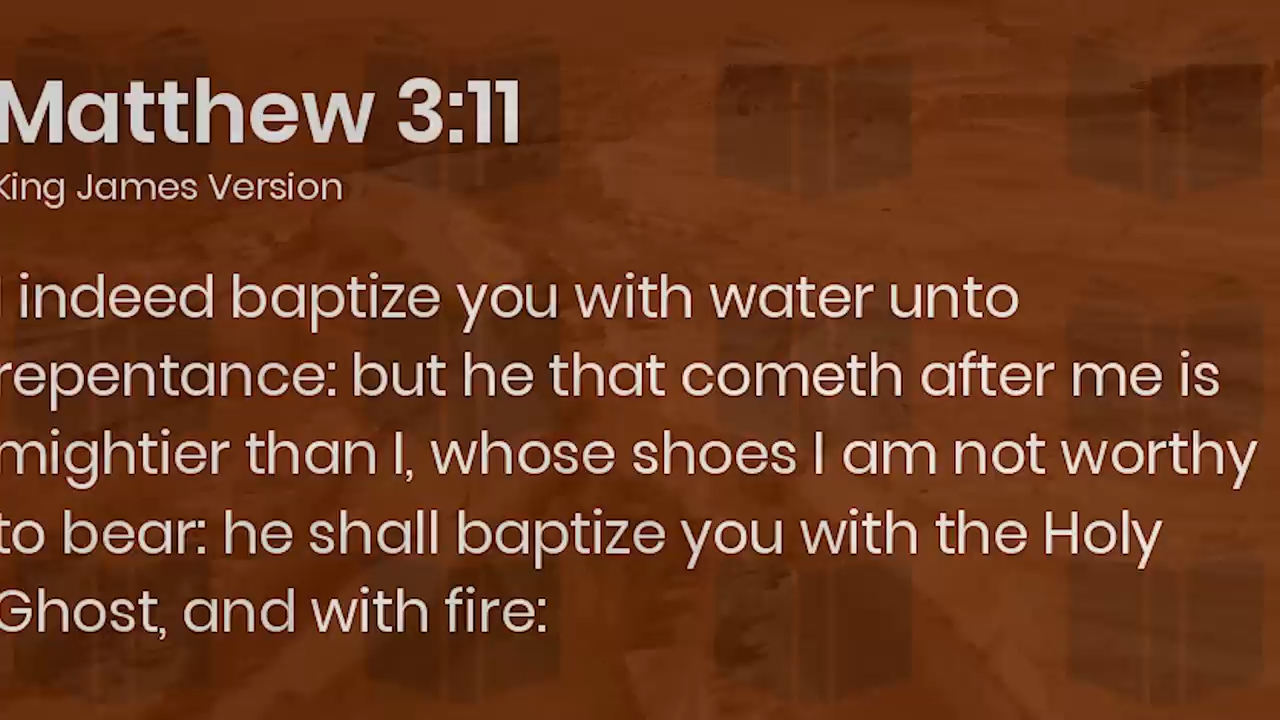 Matthew 3:11
King James Version
I indeed baptize you with water unto
repentance: but he that cometh after me is
mightier than I, whose shoes I am not worthy
to bear: he shall baptize you with the Holy
Ghost, and with fire: